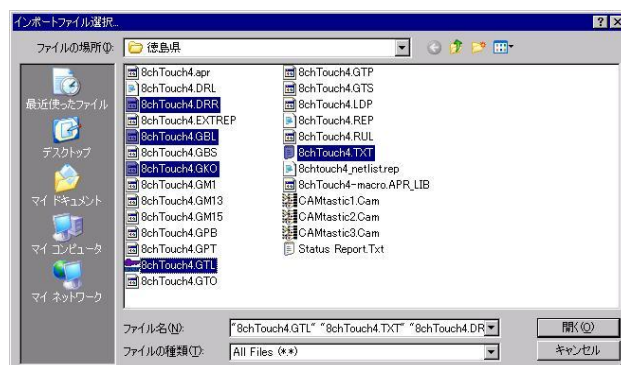 インポートファイル選択...
ファイルの場所(I):
徳島県
最近使ったファイル
デスクトップ
マイ ドキュメント
マイ コンピュータ
マイ ネットワーク
8chTouch4.apr
8chTouch4.DRL
8chTouch4.DRR
8chTouch4.EXTREP
8chTouch4.GBL
8chTouch4.GBS
8chTouch4.GKO
8chTouch4.GM1
8chTouch4.GM13
8chTouch4.GM15
8chTouch4.GPB
8chTouch4.GPT
8chTouch4.GTL
8chTouch4.GTO
8chTouch4.GTP
8chTouch4.GTS
8chTouch4.LDP
8chTouch4.REP
8chTouch4.RUL
8chTouch4.TXT
8chtouch4_netlist.rep
8chTouch4-macro.APR_LIB
CAMtastic1.Cam
CAMtastic2.Cam
CAMtastic3.Cam
Status Report.Txt
ファイル名(N):
"8chTouch4.GTL" "8chTouch4.TXT" "8chTouch4.DR
開く(O)
ファイルの種類(T):
All Files (*.*)
キャンセル